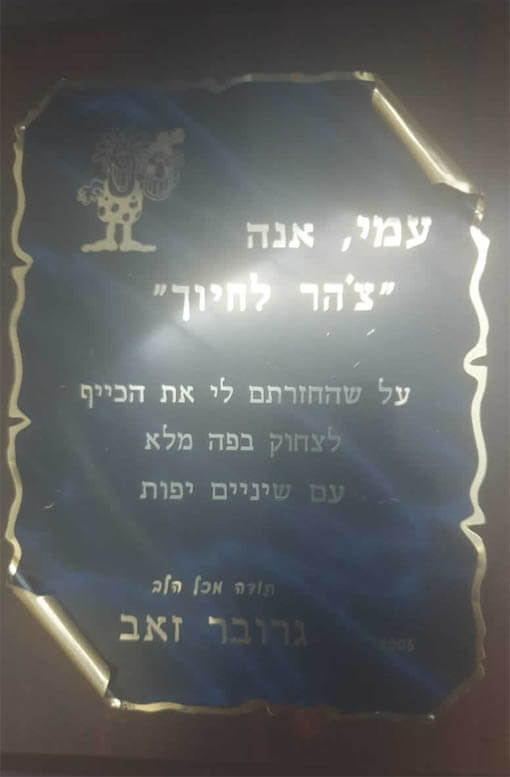 עמי, אנה
"צ'הר לחיוך"
על שהחזרתם לי את הכייף
לצחוק בפה מלא
עם שיניים יפות
תודה מכל הלב
גרובר זאב
2005